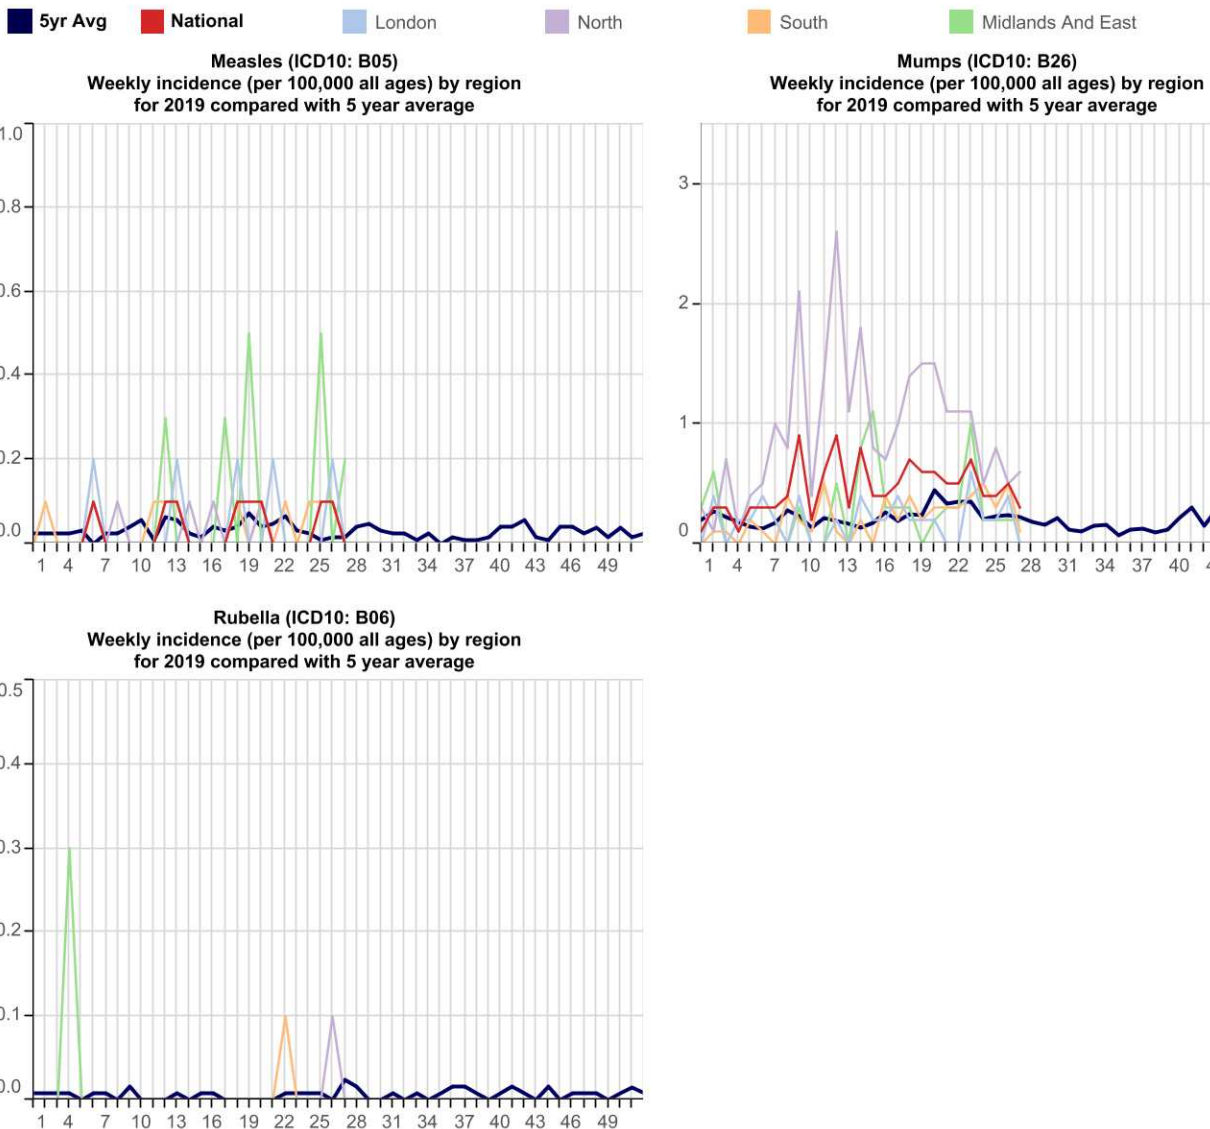 5yr Avg National London North South Midlands And East
Measles (ICD10: B05)
Weekly incidence (per 100,000 all ages) by region
for 2019 compared with 5 year average
1.0
0.8
0.6
0.4
0.2
0.0
1 4 7 10 13 16 19 22 25 28 31 34 37 40 43 46 49
Mumps (ICD10: B26)
Weekly incidence (per 100,000 all ages) by region
for 2019 compared with 5 year average
3
2
1
0
1 4 7 10 13 16 19 22 25 28 31 34 37 40
Rubella (ICD10: B06)
Weekly incidence (per 100,000 all ages) by region
for 2019 compared with 5 year average
0.5
0.4
0.3
0.2
0.1
0.0
1 4 7 10 13 16 19 22 25 28 31 34 37 40 43 46 49